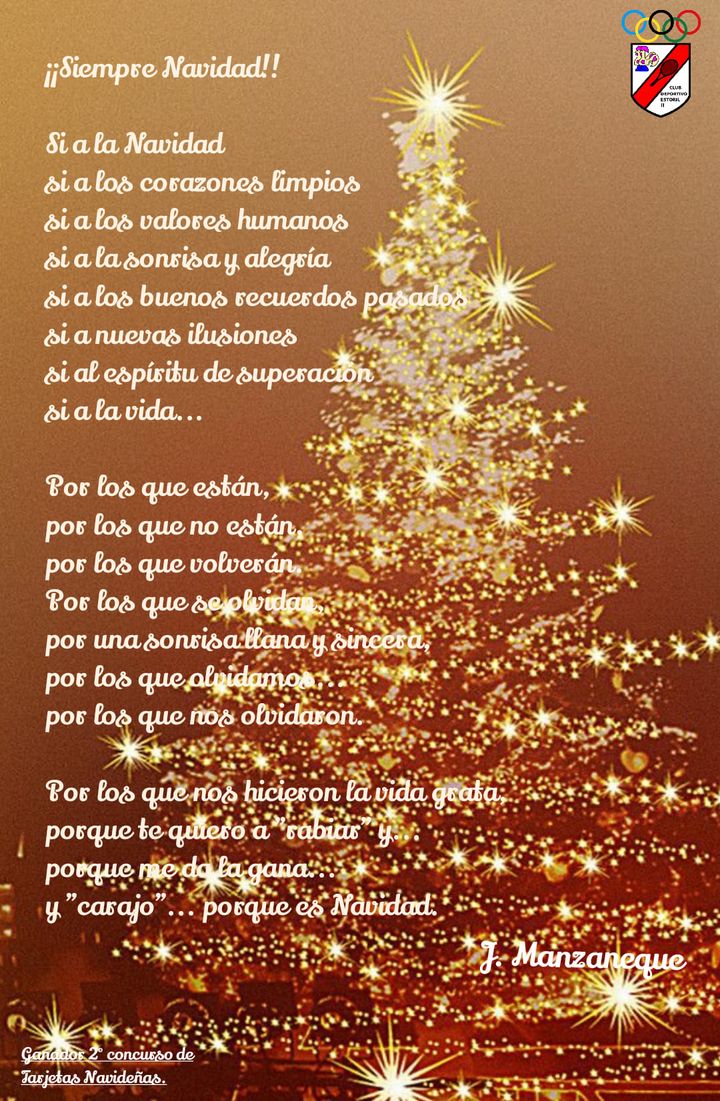 ¡¡Siempre Navidad!!
Si a la Navidad
si a los corazones limpios
si a los valores humanos
si a la sonrisa y alegría
si a los buenos recuerdos pasados
si a nuevas ilusiones
si al espíritu de superación
si a la vida...
Por los que están,
por los que no están,
por los que volverán.
Por los que se olvidan,
por una sonrisa llana y sincera,
por los que olvidamos...
por los que nos olvidaron.
Por los que nos hicieron la vida grata,
porque te quiero a "rabiar" y...
porque me da la gana...
y "carajo"... porque es Navidad.
J. Manzaneque
Ganador 2º concurso de
Tarjetas Navideñas.
CLUB
DEPORTIVO
ESTORIL
II